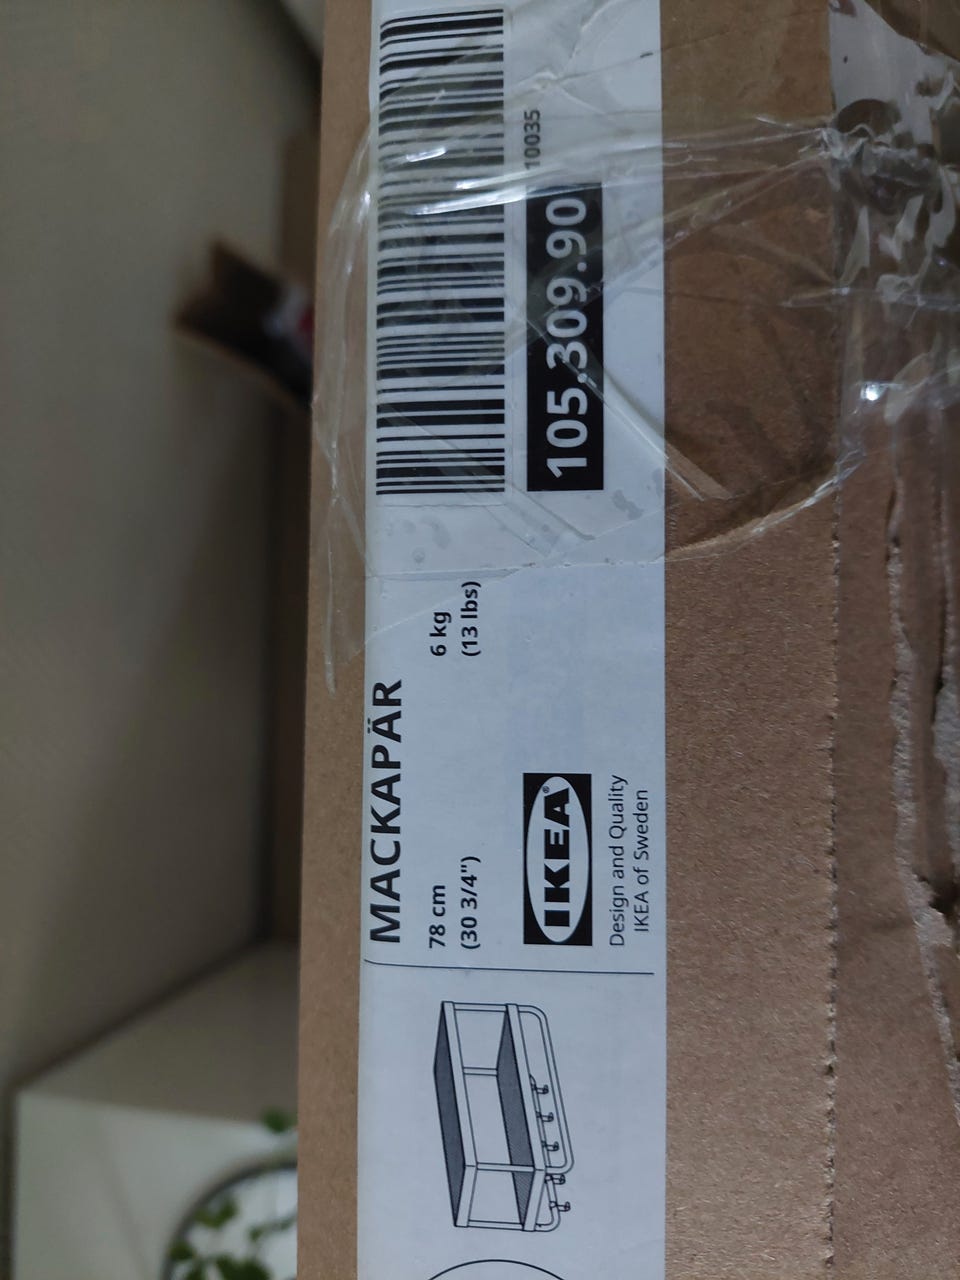 MACKAPÄR
78 cm
(30 3/4")
6 kg
(13 lbs)
IKEA®
Design and Quality
IKEA of Sweden
105.309.90
10035